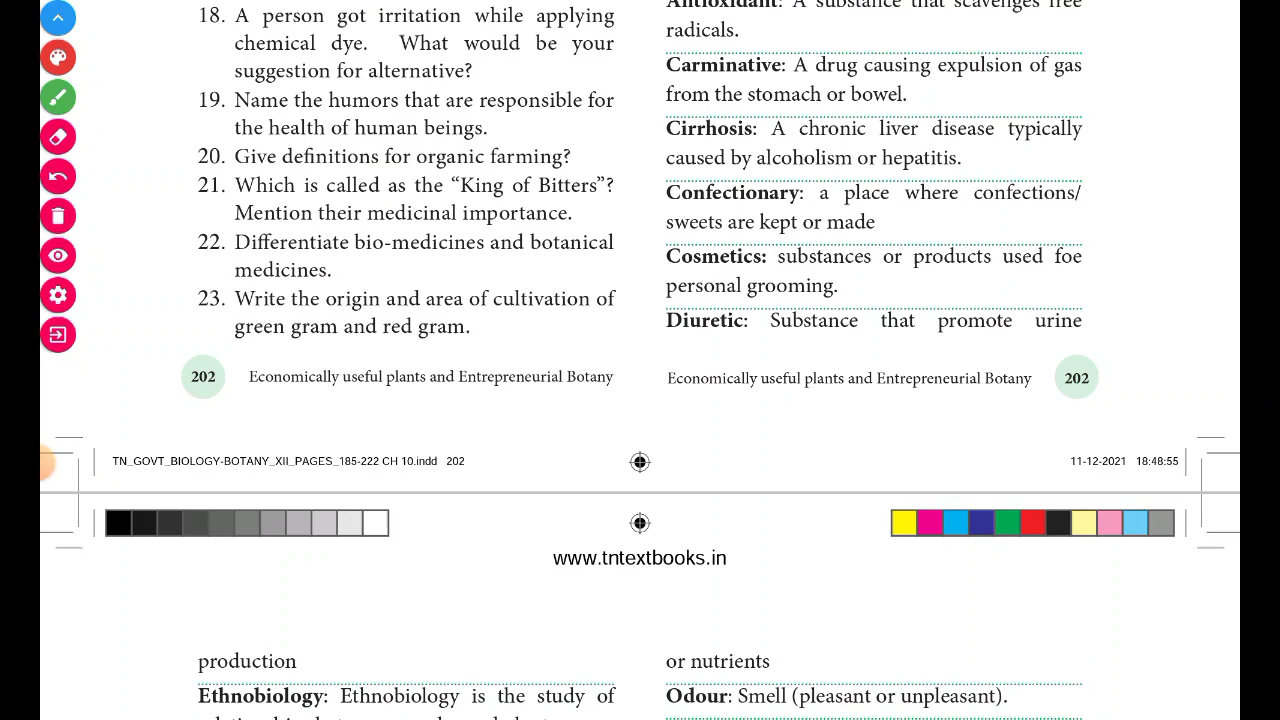 18. A person got irritation while applying
chemical dye. What would be your
suggestion for alternative?
19. Name the humors that are responsible for
the health of human beings.
20. Give definitions for organic farming?
21. Which is called as the “King of Bitters”?
Mention their medicinal importance.
22. Differentiate bio-medicines and botanical
medicines.
23. Write the origin and area of cultivation of
green gram and red gram.
Antioxidant: A substance that scavenges free
radicals.
Carminative: A drug causing expulsion of gas
from the stomach or bowel.
Cirrhosis: A chronic liver disease typically
caused by alcoholism or hepatitis.
Confectionary: a place where confections/
sweets are kept or made
Cosmetics: substances or products used foe
personal grooming.
Diuretic: Substance that promote urine
202 Economically useful plants and Entrepreneurial Botany
Economically useful plants and Entrepreneurial Botany 202
TN_GOVT_BIOLOGY-BOTANY_XII_PAGES_185-222 CH 10.indd 202
11-12-2021 18:48:55
www.tntextbooks.in
production
Ethnobiology: Ethnobiology is the study of
or nutrients
Odour: Smell (pleasant or unpleasant).